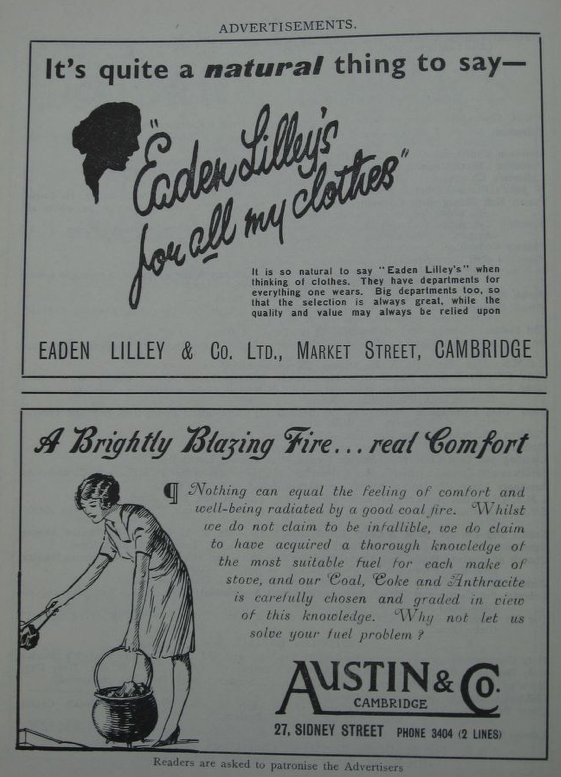 ADVERTISEMENTS.
It's quite a natural thing to say—
"Eaden Lilley's
for all my clothes"
It is so natural to say "Eaden Lilley's" when
thinking of clothes. They have departments for
everything one wears. Big departments too, so
that the selection is always great, while the
quality and value may always be relied upon
EADEN LILLEY & Co. LTD., MARKET STREET, CAMBRIDGE
A Brightly Blazing Fire... real Comfort
¶ Nothing can equal the feeling of comfort and
well-being radiated by a good coal fire. Whilst
we do not claim to be infallible, we do claim
to have acquired a thorough knowledge of
the most suitable fuel for each make of
stove, and our Coal, Coke and Anthracite
is carefully chosen and graded in view
of this knowledge. Why not let us
solve your fuel problem?
AUSTIN & Co.
CAMBRIDGE
27, SIDNEY STREET PHONE 3404 (2 LINES)
Readers are asked to patronise the Advertisers